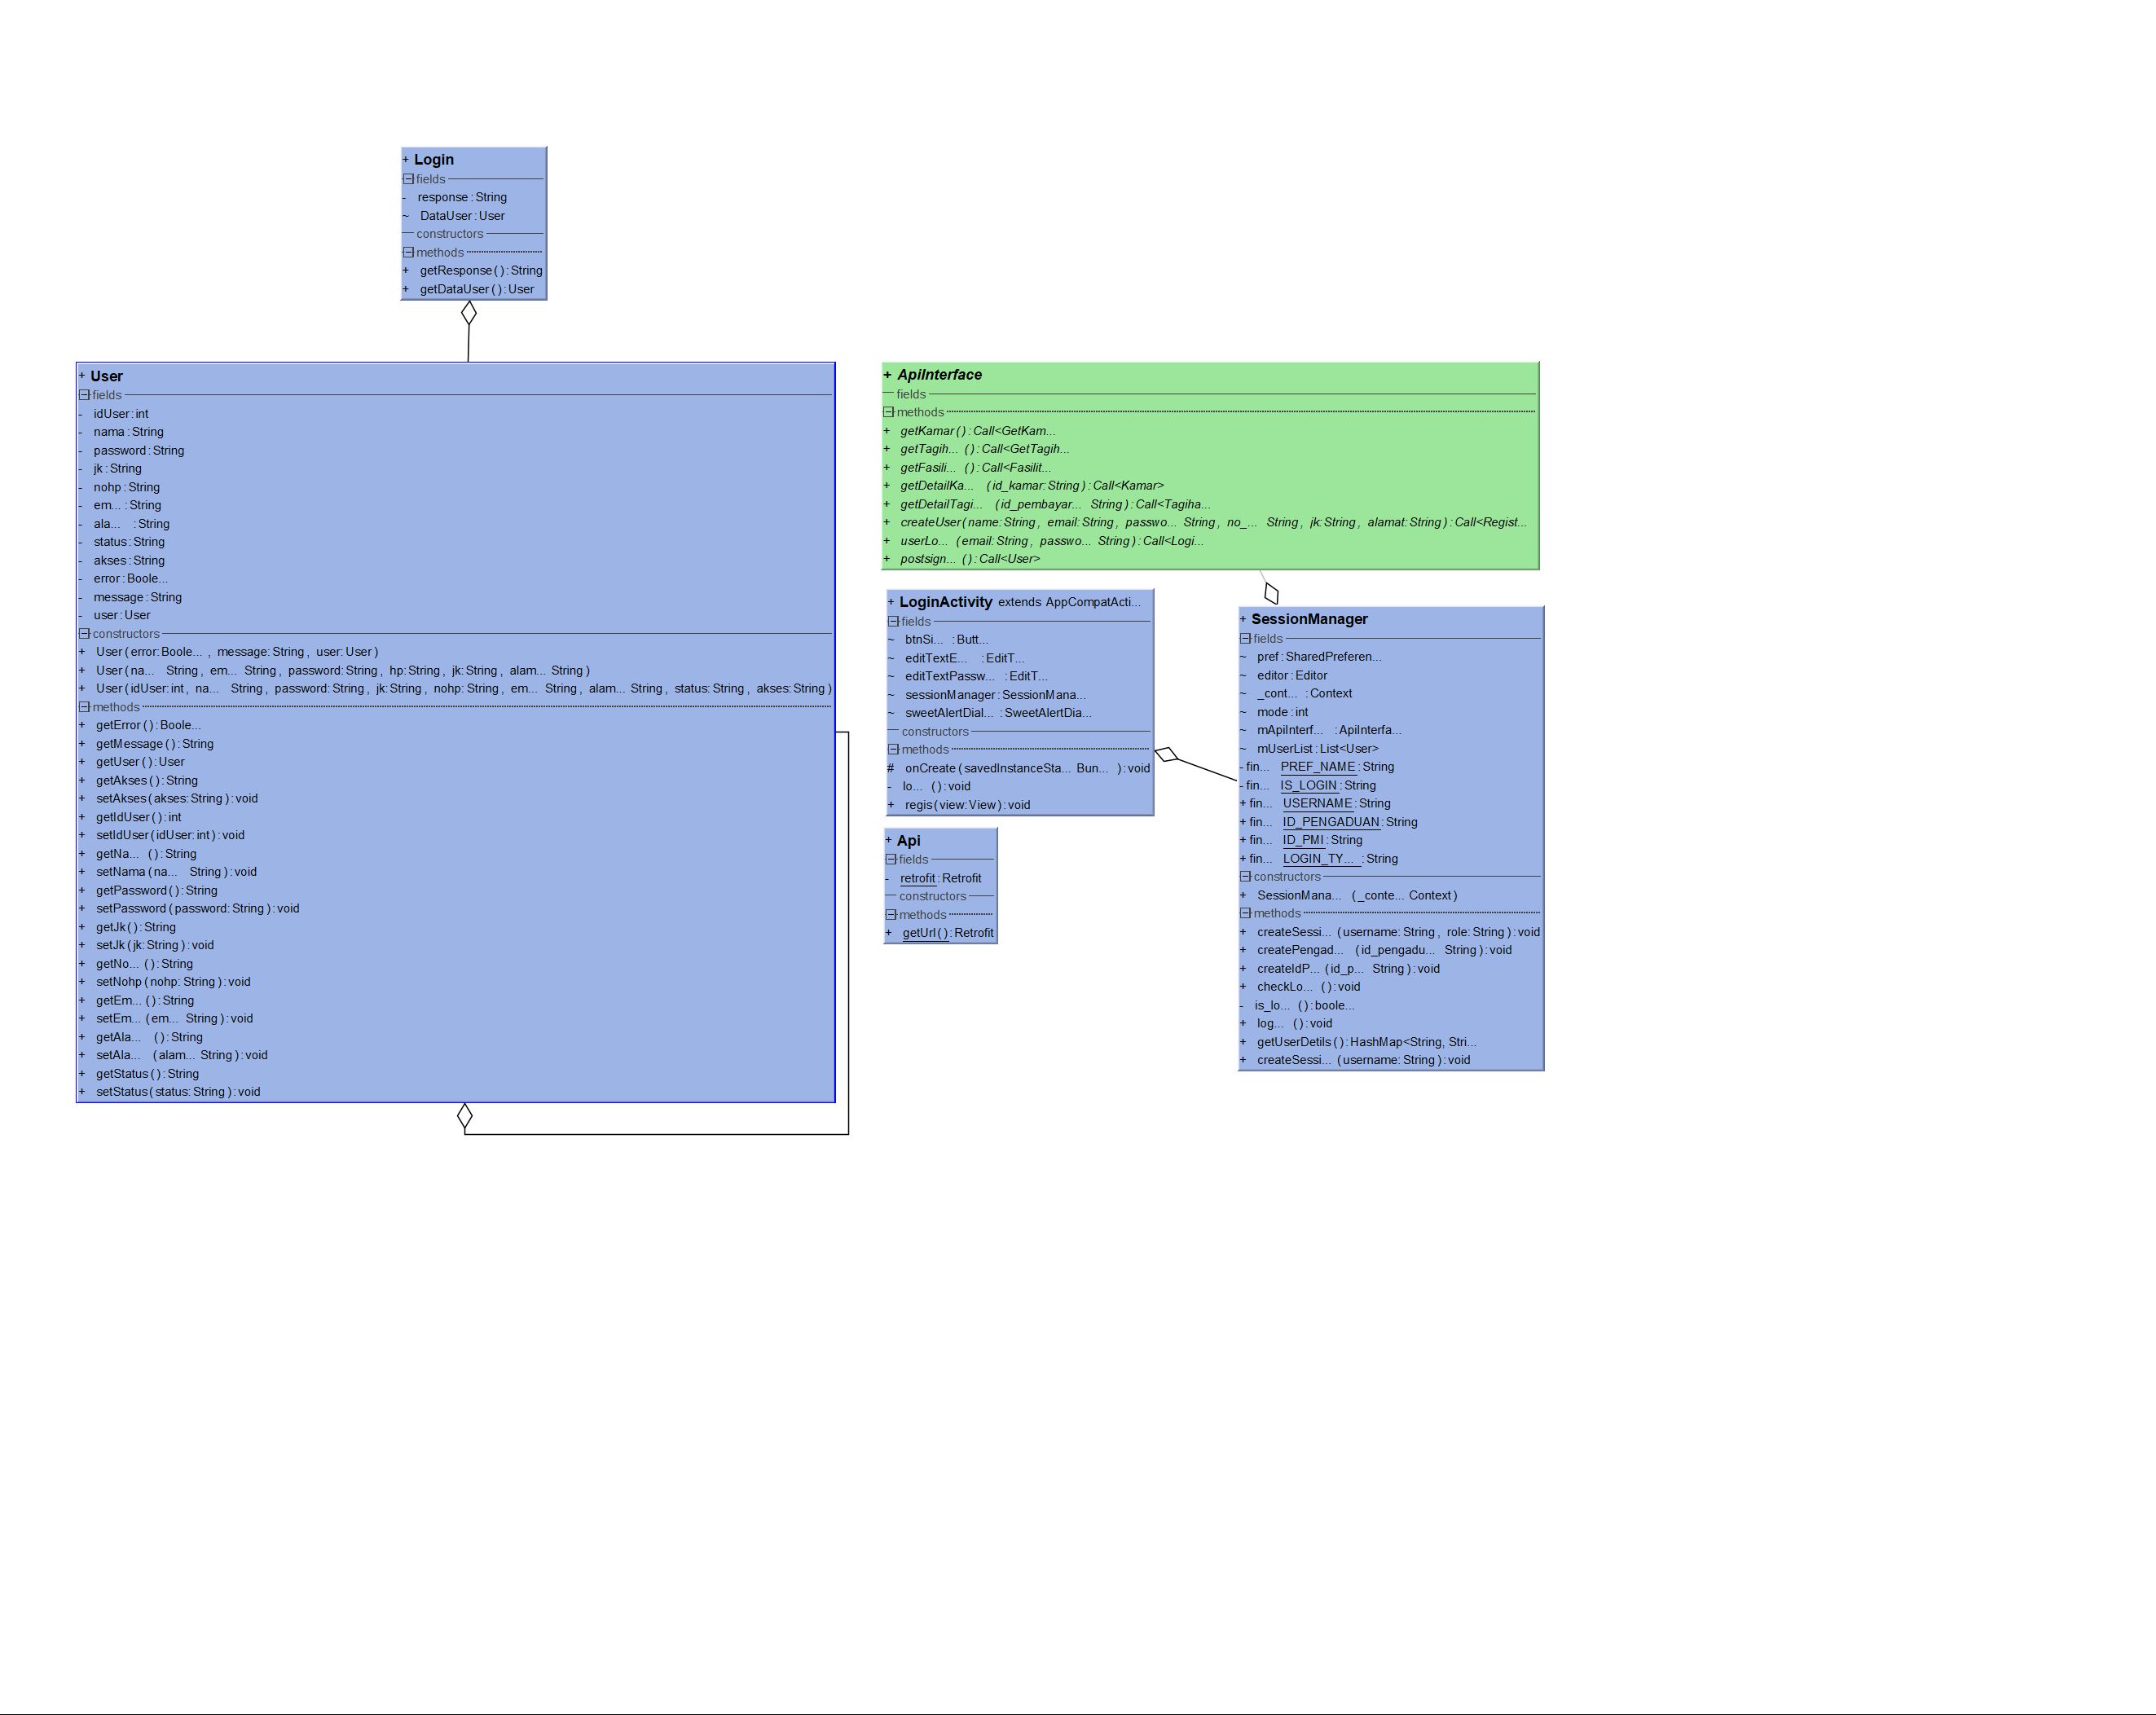 + Login
fields
- response : String
~ DataUser : User
constructors
methods
+ getResponse ( ) : String
+ getDataUser ( ) : User
+ User
fields
- idUser : int
- nama : String
- password : String
- jk : String
- nohp : String
- em... : String
- ala... : String
- status : String
- akses : String
- error : Boole...
- message : String
- user : User
constructors
+ User ( error: Boole... , message: String , user: User )
+ User ( na... String , em... String , password: String , hp: String , jk: String , alam... String )
+ User ( idUser: int , na... String , password: String , jk: String , nohp: String , em... String , alam... String , status: String , akses: String )
methods
+ getError ( ) : Boole...
+ getMessage ( ) : String
+ getUser ( ) : User
+ getAkses ( ) : String
+ setAkses ( akses: String ) : void
+ getIdUser ( ) : int
+ setIdUser ( idUser: int ) : void
+ getNa... ( ) : String
+ setNama ( na... String ) : void
+ getPassword ( ) : String
+ setPassword ( password: String ) : void
+ getJk ( ) : String
+ setJk ( jk: String ) : void
+ getNo... ( ) : String
+ setNohp ( nohp: String ) : void
+ getEm... ( ) : String
+ setEm... ( em... String ) : void
+ getAla... ( ) : String
+ setAla... ( alam... String ) : void
+ getStatus ( ) : String
+ setStatus ( status: String ) : void
+ ApiInterface
fields
methods
+ getKamar ( ) : Call<GetKam...
+ getTagih... ( ) : Call<GetTagih...
+ getFasili... ( ) : Call<Fasilit...
+ getDetailKa... ( id_kamar: String ) : Call<Kamar>
+ getDetailTagi... ( id_pembayar... String ) : Call<Tagiha...
+ createUser ( name: String , email: String , passwo... String , no_... String , jk: String , alamat: String ) : Call<Regist...
+ userLo... ( email: String , passwo... String ) : Call<Logi...
+ postsign... ( ) : Call<User>
+ LoginActivity extends AppCompatActi...
fields
~ btnSi... : Butt...
~ editTextE... : EditT...
~ editTextPassw... : EditT...
~ sessionManager : SessionMana...
~ sweetAlertDial... : SweetAlertDia...
constructors
methods
# onCreate ( savedInstanceSta... Bun... ) : void
- lo... ( ) : void
+ regis ( view: View ) : void
+ Api
fields
- retrofit : Retrofit
constructors
methods
+ getUrl ( ) : Retrofit
+ SessionManager
fields
~ pref : SharedPreferen...
~ editor : Editor
~ _cont... : Context
~ mode : int
~ mApiInterf... : ApiInterfa...
~ mUserList : List<User>
- fin... PREF_NAME : String
- fin... IS_LOGIN : String
+ fin... USERNAME : String
+ fin... ID_PENGADUAN : String
+ fin... ID_PMI : String
+ fin... LOGIN_TY... : String
constructors
+ SessionMana... ( _conte... Context )
methods
+ createSessi... ( username: String , role: String ) : void
+ createPengad... ( id_pengadu... String ) : void
+ createIdP... ( id_p... String ) : void
+ checkLo... ( ) : void
- is_lo... ( ) : boole...
+ log... ( ) : void
+ getUserDetils ( ) : HashMap<String, Stri...
+ createSessi... ( username: String ) : void